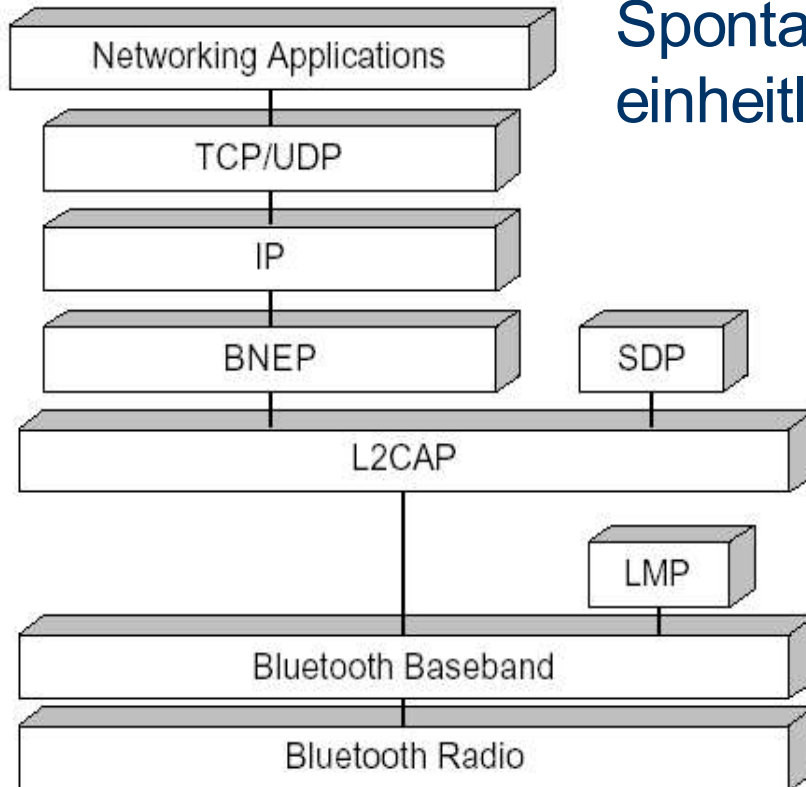 Networking Applications
TCP/UDP
IP
BNEP
SDP
L2CAP
LMP
Bluetooth Baseband
Bluetooth Radio